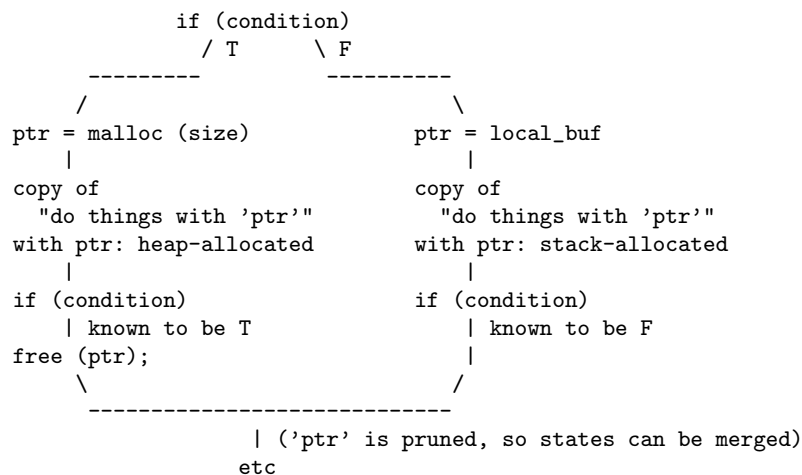 if (condition)
/ T \ F
--------- ----------
/ \
ptr = malloc (size) ptr = local_buf
| |
copy of copy of
"do things with ’ptr’" "do things with ’ptr’"
with ptr: heap-allocated with ptr: stack-allocated
| |
if (condition) if (condition)
| known to be T | known to be F
free (ptr); |
\ /
-----------------------------
| (’ptr’ is pruned, so states can be merged)
etc